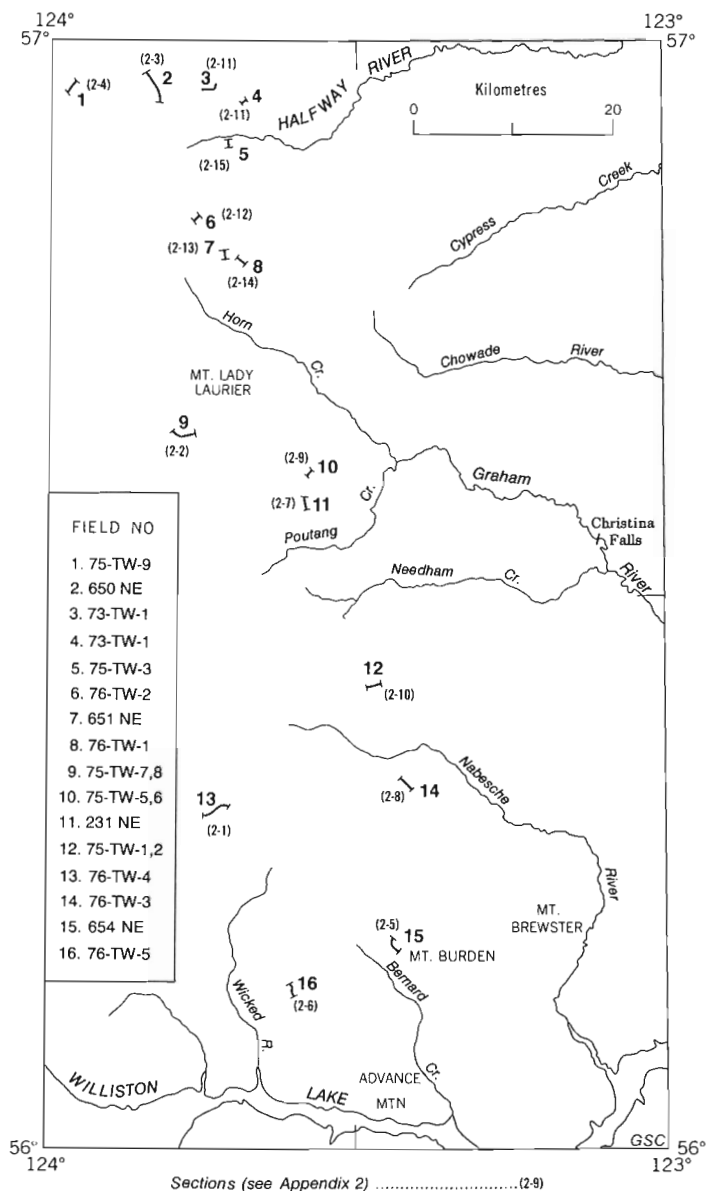 124°
123°
57°
57°
(2-3)
(2-11)
(2-4)
2
3
1
4
(2-11)
HALFWAY RIVER
Kilometres
0
20
5
(2-15)
Cypress Creek
6
(2-12)
(2-13)
7
8
(2-14)
Horn Cr.
Chowade River
MT. LADY
LAURIER
9
(2-2)
(2-9)
10
(2-7)
11
Graham River
Christina
Falls
Poutang Cr.
Needham Cr.
FIELD NO
1. 75-TW-9
2. 650 NE
3. 73-TW-1
4. 73-TW-1
5. 75-TW-3
6. 76-TW-2
7. 651 NE
8. 76-TW-1
9. 75-TW-7,8
10. 75-TW-5,6
11. 231 NE
12. 75-TW-1,2
13. 76-TW-4
14. 76-TW-3
15. 654 NE
16. 76-TW-5
12
(2-10)
Nabesche River
(2-8)
14
13
(2-1)
MT.
BREWSTER
(2-5)
15
MT. BURDEN
Bernard Cr.
16
(2-6)
Wicked R.
WILLISTON LAKE
ADVANCE
MTN
GSC
56°
56°
124°
123°
Sections (see Appendix 2) ..............................(2-9)